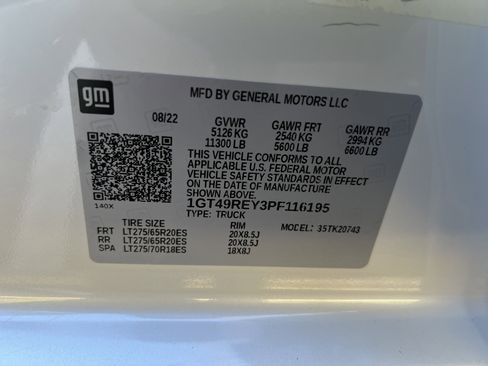 gm
MFD BY GENERAL MOTORS LLC
08/22 GVWR GAWR FRT GAWR RR
5126 KG 2540 KG 2994 KG
11300 LB 5600 LB 6600 LB
THIS VEHICLE CONFORMS TO ALL APPLICABLE
U.S. FEDERAL MOTOR
VEHICLE SAFETY STANDARDS IN EFFECT
ON THE DATE OF MANUFACTURE
SHOWN ABOVE.
140X
1GT49REY3PF116195
TYPE: TRUCK
TIRE SIZE RIM MODEL: 35TK20743
FRT LT275/65R20ES 20X8.5J
RR LT275/65R20ES 20X8.5J
SPA LT275/70R18ES 18X8J